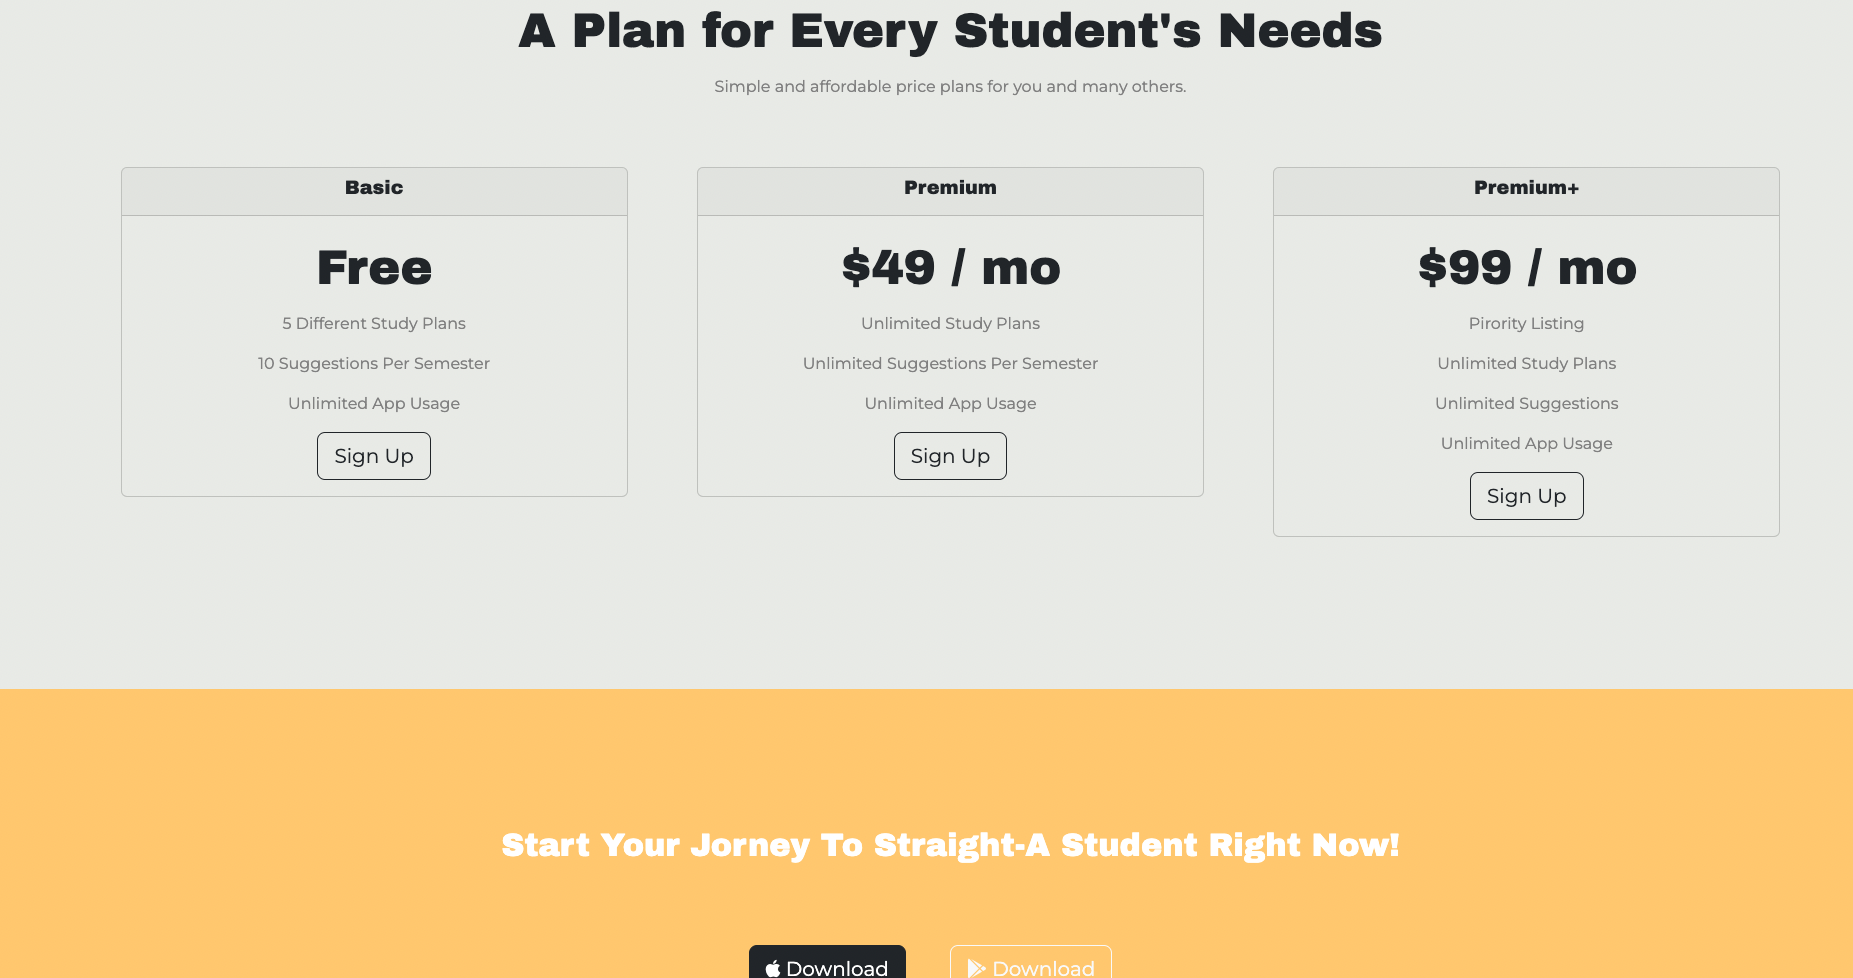 A Plan for Every Student's Needs
Simple and affordable price plans for you and many others.
Basic
Free
5 Different Study Plans
10 Suggestions Per Semester
Unlimited App Usage
Sign Up
Premium
$49 / mo
Unlimited Study Plans
Unlimited Suggestions Per Semester
Unlimited App Usage
Sign Up
Premium+
$99 / mo
Pirority Listing
Unlimited Study Plans
Unlimited Suggestions
Unlimited App Usage
Sign Up
Start Your Jorney To Straight-A Student Right Now!
Download
Download